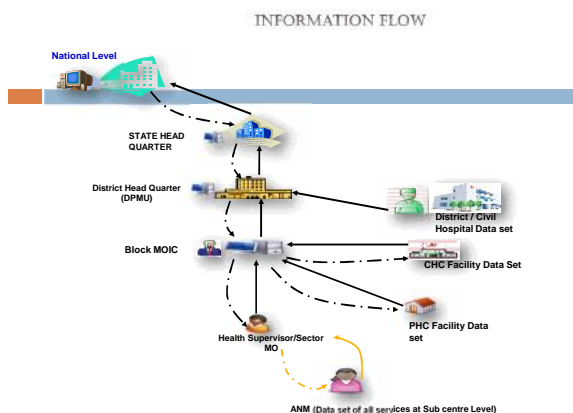 INFORMATION FLOW
National Level
STATE HEAD
QUARTER
District Head Quarter
(DPMU)
District / Civil
Hospital Data set
Block MOIC
CHC Facility Data Set
PHC Facility Data
set
Health Supervisor/Sector
MO
ANM (Data set of all services at Sub centre Level)